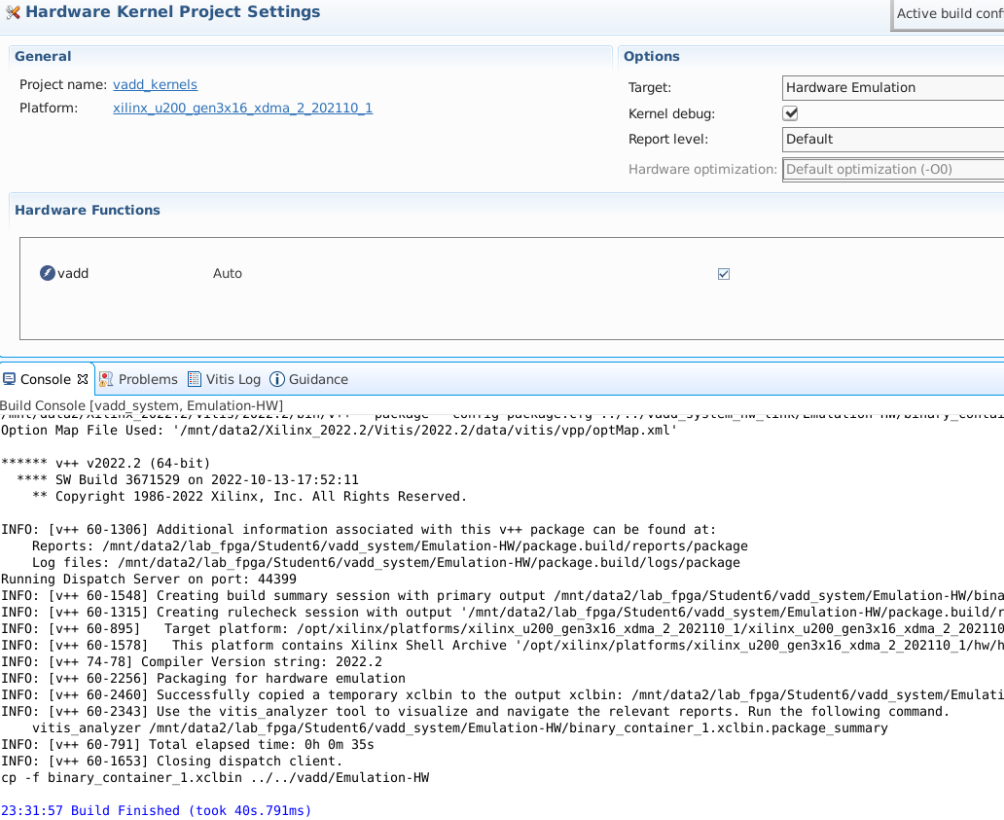 Hardware Kernel Project Settings
Active build conf
General
Project name: vadd_kernels
Platform: xilinx_u200_gen3x16_xdma_2_202110_1
Options
Target: Hardware Emulation
Kernel debug:
Report level: Default
Hardware optimization: Default optimization (-O0)
Hardware Functions
vadd Auto
Console Problems Vitis Log Guidance
Build Console [vadd_system, Emulation-HW]
Option Map File Used: '/mnt/data2/Xilinx_2022.2/Vitis/2022.2/data/vitis/vpp/optMap.xml'
****** v++ v2022.2 (64-bit)
**** SW Build 3671529 on 2022-10-13-17:52:11
** Copyright 1986-2022 Xilinx, Inc. All Rights Reserved.
INFO: [v++ 60-1306] Additional information associated with this v++ package can be found at:
Reports: /mnt/data2/lab_fpga/Student6/vadd_system/Emulation-HW/package.build/reports/package
Log files: /mnt/data2/lab_fpga/Student6/vadd_system/Emulation-HW/package.build/logs/package
Running Dispatch Server on port: 44399
INFO: [v++ 60-1548] Creating build summary session with primary output /mnt/data2/lab_fpga/Student6/vadd_system/Emulation-HW/bina
INFO: [v++ 60-1315] Creating rulecheck session with output '/mnt/data2/lab_fpga/Student6/vadd_system/Emulation-HW/package.build/r
INFO: [v++ 60-895] Target platform: /opt/xilinx/platforms/xilinx_u200_gen3x16_xdma_2_202110_1/xilinx_u200_gen3x16_xdma_2_202110
INFO: [v++ 60-1578] This platform contains Xilinx Shell Archive '/opt/xilinx/platforms/xilinx_u200_gen3x16_xdma_2_202110_1/hw/h
INFO: [v++ 74-78] Compiler Version string: 2022.2
INFO: [v++ 60-2256] Packaging for hardware emulation
INFO: [v++ 60-2460] Successfully copied a temporary xclbin to the output xclbin: /mnt/data2/lab_fpga/Student6/vadd_system/Emulati
INFO: [v++ 60-2343] Use the vitis_analyzer tool to visualize and navigate the relevant reports. Run the following command.
vitis_analyzer /mnt/data2/lab_fpga/Student6/vadd_system/Emulation-HW/binary_container_1.xclbin.package_summary
INFO: [v++ 60-791] Total elapsed time: 0h 0m 35s
INFO: [v++ 60-1653] Closing dispatch client.
cp -f binary_container_1.xclbin ../../vadd/Emulation-HW
23:31:57 Build Finished (took 40s.791ms)